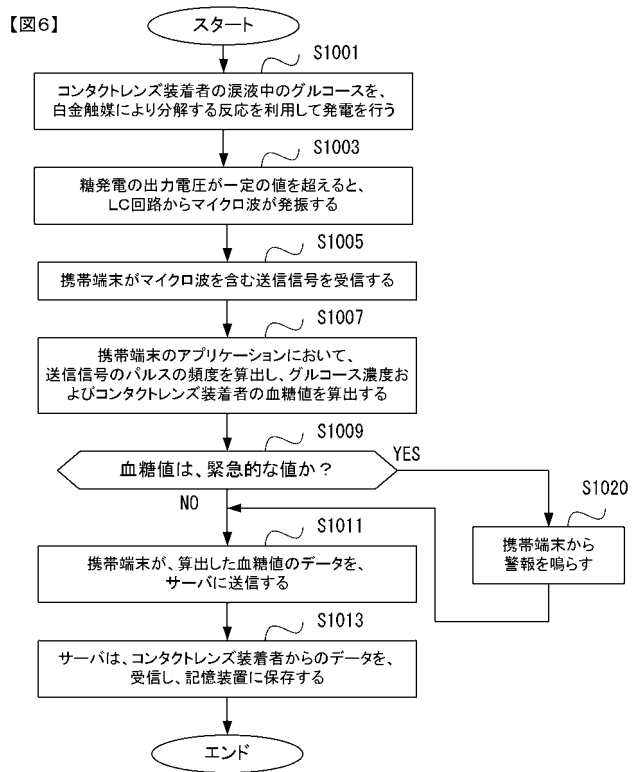 【図6】
スタート
S1001
コンタクトレンズ装着者の涙液中のグルコースを、
白金触媒により分解する反応を利用して発電を行う
S1003
糖発電の出力電圧が一定の値を超えると、
LC回路からマイクロ波が発振する
S1005
携帯端末がマイクロ波を含む送信信号を受信する
S1007
携帯端末のアプリケーションにおいて、
送信信号のパルスの頻度を算出し、グルコース濃度お
よびコンタクトレンズ装着者の血糖値を算出する
S1009
血糖値は、緊急的な値か？
YES
NO
S1020
携帯端末から
警報を鳴らす
S1011
携帯端末が、算出した血糖値のデータを、
サーバに送信する
S1013
サーバは、コンタクトレンズ装着者からのデータを、
受信し、記憶装置に保存する
エンド